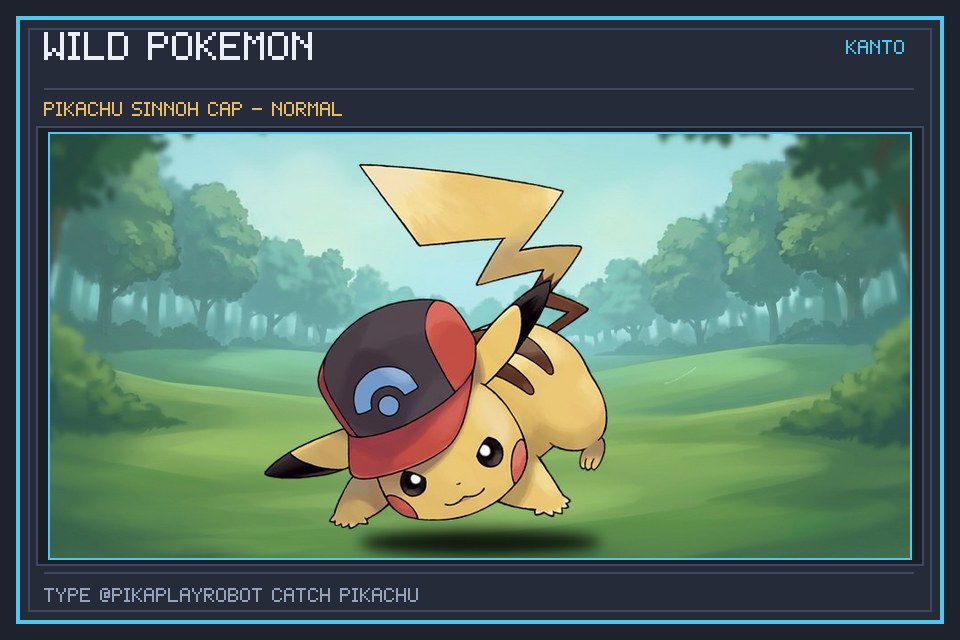 WILD POKEMON
KANTO
PIKACHU SINNOH CAP - NORMAL
TYPE @PIKAPLAYROBOT CATCH PIKACHU